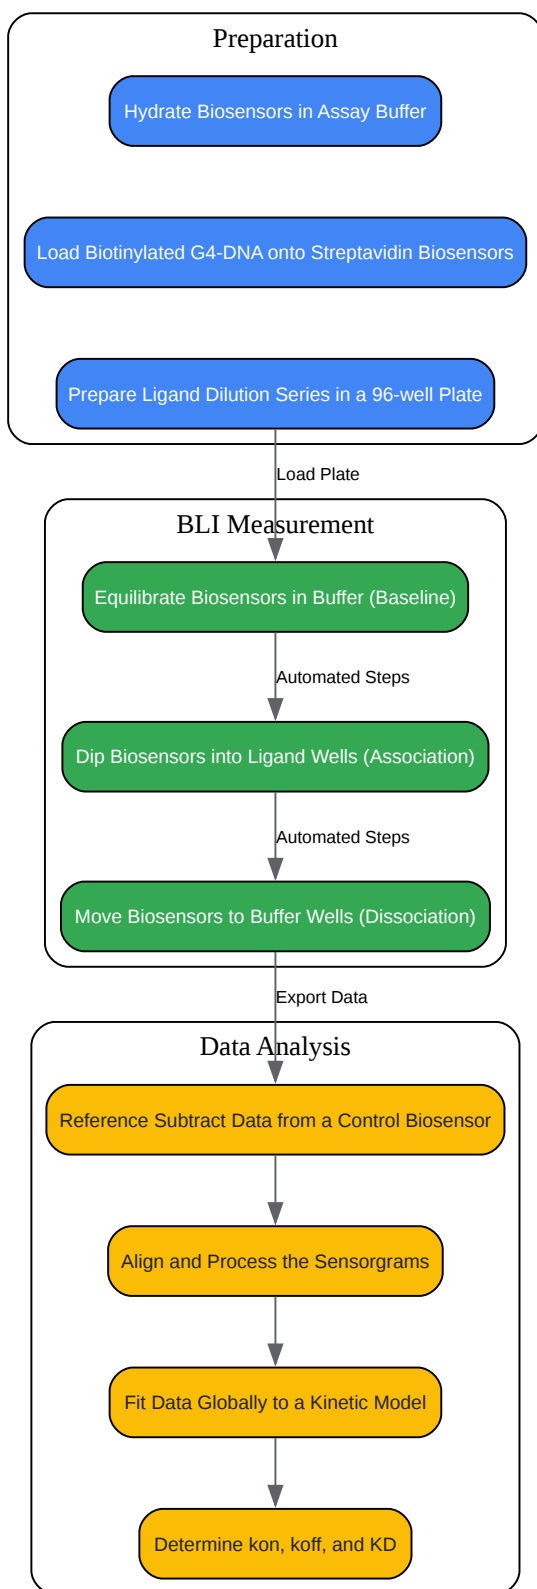 Preparation
Hydrate Biosensors in Assay Buffer
Load Biotinylated G4-DNA onto Streptavidin Biosensors
Prepare Ligand Dilution Series in a 96-well Plate
Load Plate
BLI Measurement
Equilibrate Biosensors in Buffer (Baseline)
Automated Steps
Dip Biosensors into Ligand Wells (Association)
Automated Steps
Move Biosensors to Buffer Wells (Dissociation)
Export Data
Data Analysis
Reference Subtract Data from a Control Biosensor
Align and Process the Sensorgrams
Fit Data Globally to a Kinetic Model
Determine kon, koff, and KD